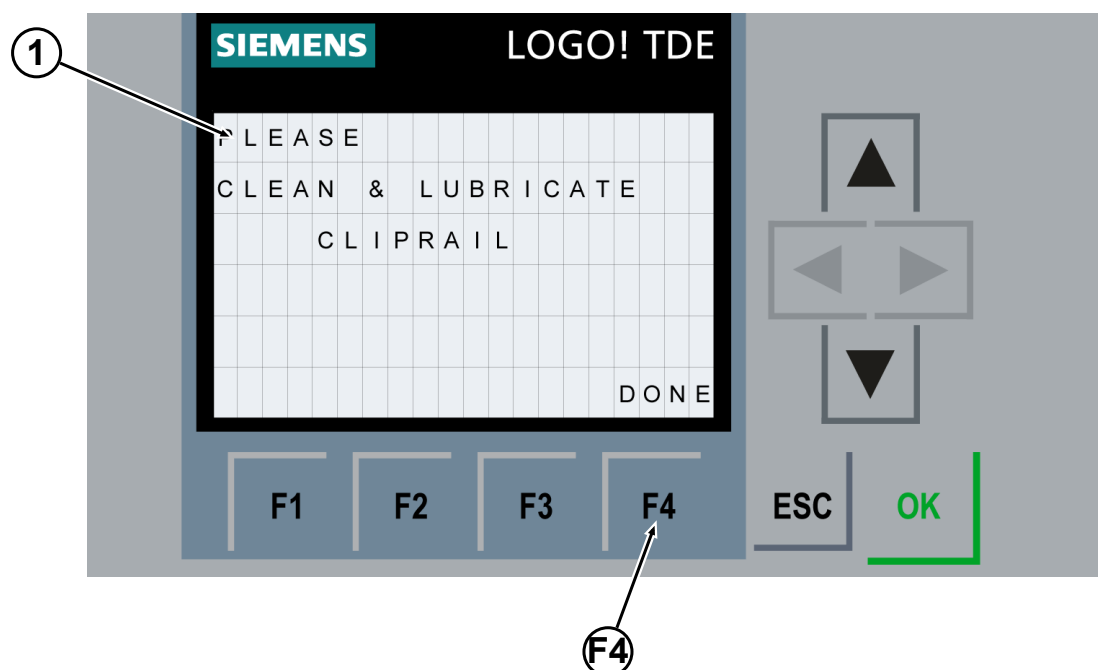 SIEMENS LOGO! TDE
1
PLEASE
CLEAN & LUBRICATE
CLIPRAIL
DONE
F1 F2 F3 F4 ESC OK
F4